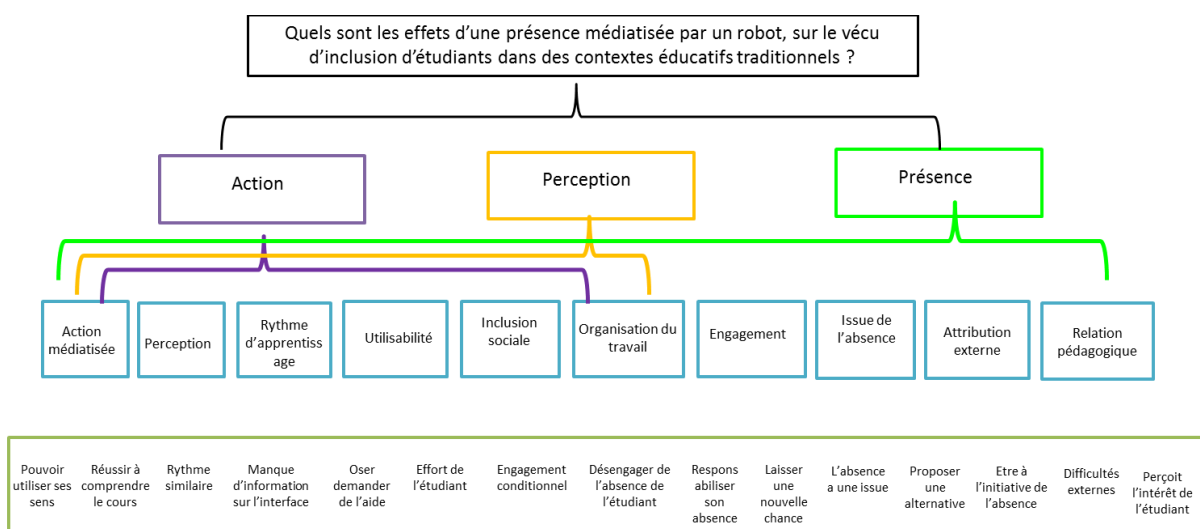 Quels sont les effets d'une présence médiatisée par un robot, sur le vécu
d'inclusion d'étudiants dans des contextes éducatifs traditionnels ?
Action
Perception
Présence
Action
médiatisée
Perception
Rythme
d'apprentiss
age
Utilisabilité
Inclusion
sociale
Organisation du
travail
Engagement
Issue de
l'absence
Attribution
externe
Relation
pédagogique
Pouvoir
utiliser ses
sens
Réussir à
comprendre
le cours
Rythme
similaire
Manque
d'information
sur l'interface
Oser
demander
de l'aide
Effort de
l'étudiant
Engagement
conditionnel
Désengager de
l'absence de
l'étudiant
Respons
abiliser
son
absence
Laisser
une
nouvelle
chance
L'absence
a une issue
Proposer
une
alternative
Etre à
l'initiative de
l'absence
Difficultés
externes
Perçoit
l'intérêt de
l'étudiant